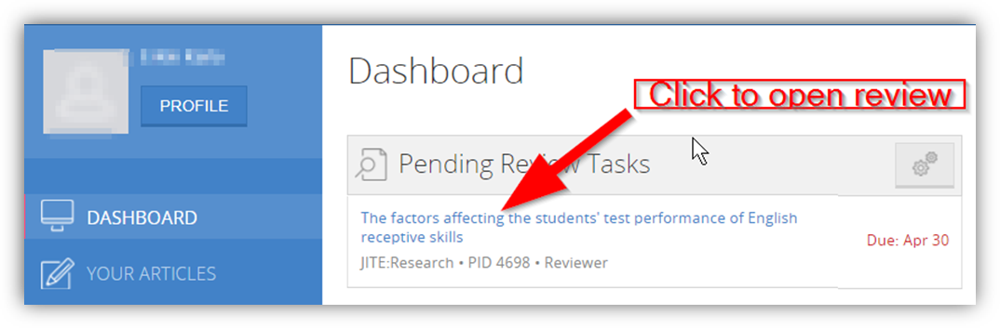 PROFILE
DASHBOARD
YOUR ARTICLES
Dashboard
Click to open review
Pending Review Tasks
The factors affecting the students' test performance of English
receptive skills
JITE:Research • PID 4698 • Reviewer
Due: Apr 30